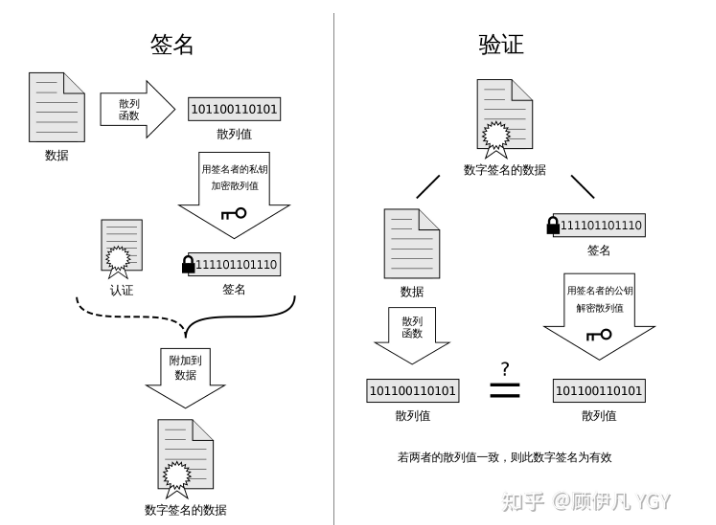 签名
散列
函数
101100110101
散列值
数据
用签名者的私钥
加密散列值
111101101110
签名
认证
附加到
数据
数字签名的数据
验证
数字签名的数据
数据
111101101110
签名
散列
函数
用签名者的公钥
解密散列值
101100110101
散列值
?
=
101100110101
散列值
若两者的散列值一致，则此数字签名为有效
知乎 @顾伊凡YGY